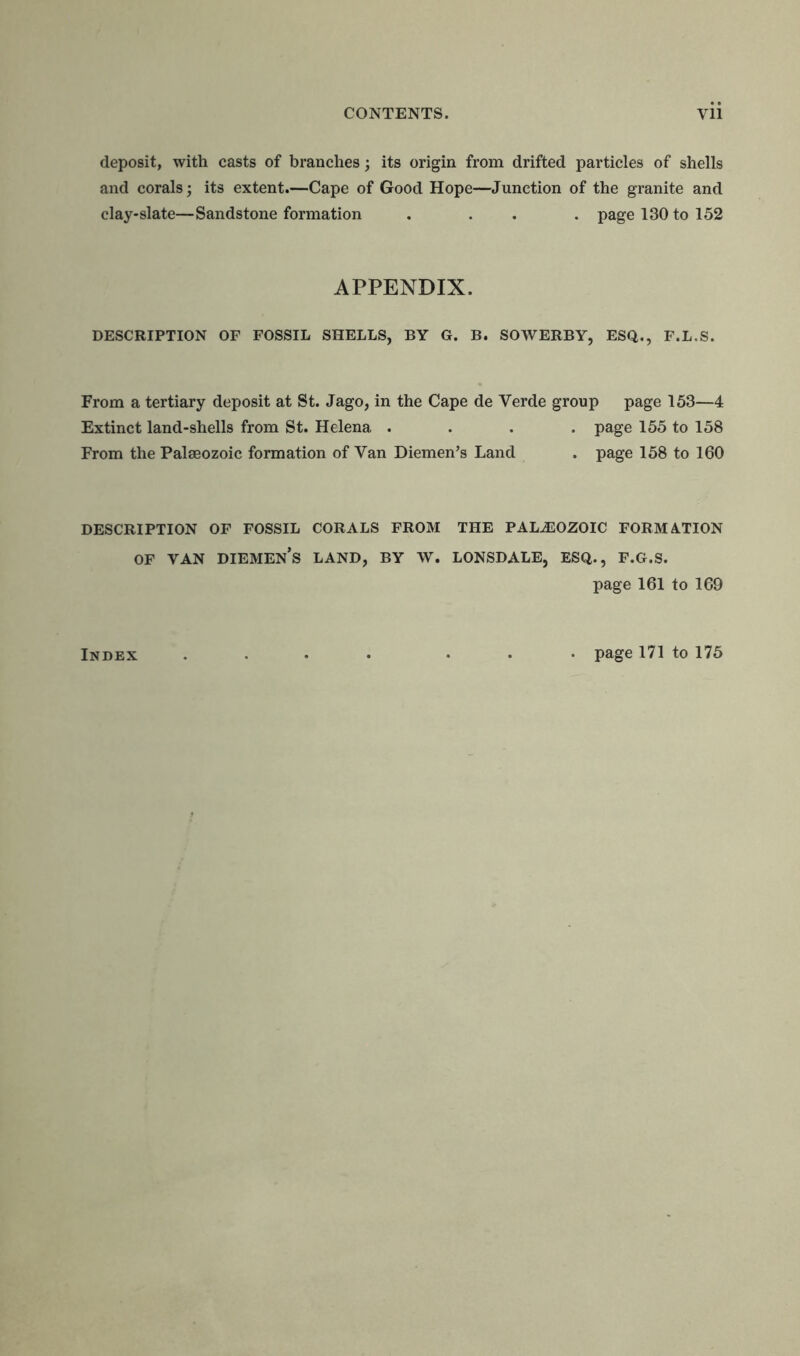 CONTENTS. vii
deposit, with casts of branches; its origin from drifted particles of shells
and corals; its extent.—Cape of Good Hope—Junction of the granite and
clay-slate—Sandstone formation . . . . page 130 to 152
APPENDIX.
DESCRIPTION OF FOSSIL SHELLS, BY G. B. SOWERBY, ESQ., F.L.S.
From a tertiary deposit at St. Jago, in the Cape de Verde group page 153—4
Extinct land-shells from St. Helena . . . . page 155 to 158
From the Palæozoic formation of Van Diemen's Land . page 158 to 160
DESCRIPTION OF FOSSIL CORALS FROM THE PALÆOZOIC FORMATION
OF VAN DIEMEN'S LAND, BY W. LONSDALE, ESQ., F.G.S.
page 161 to 169
INDEX . . . . . . . page 171 to 175